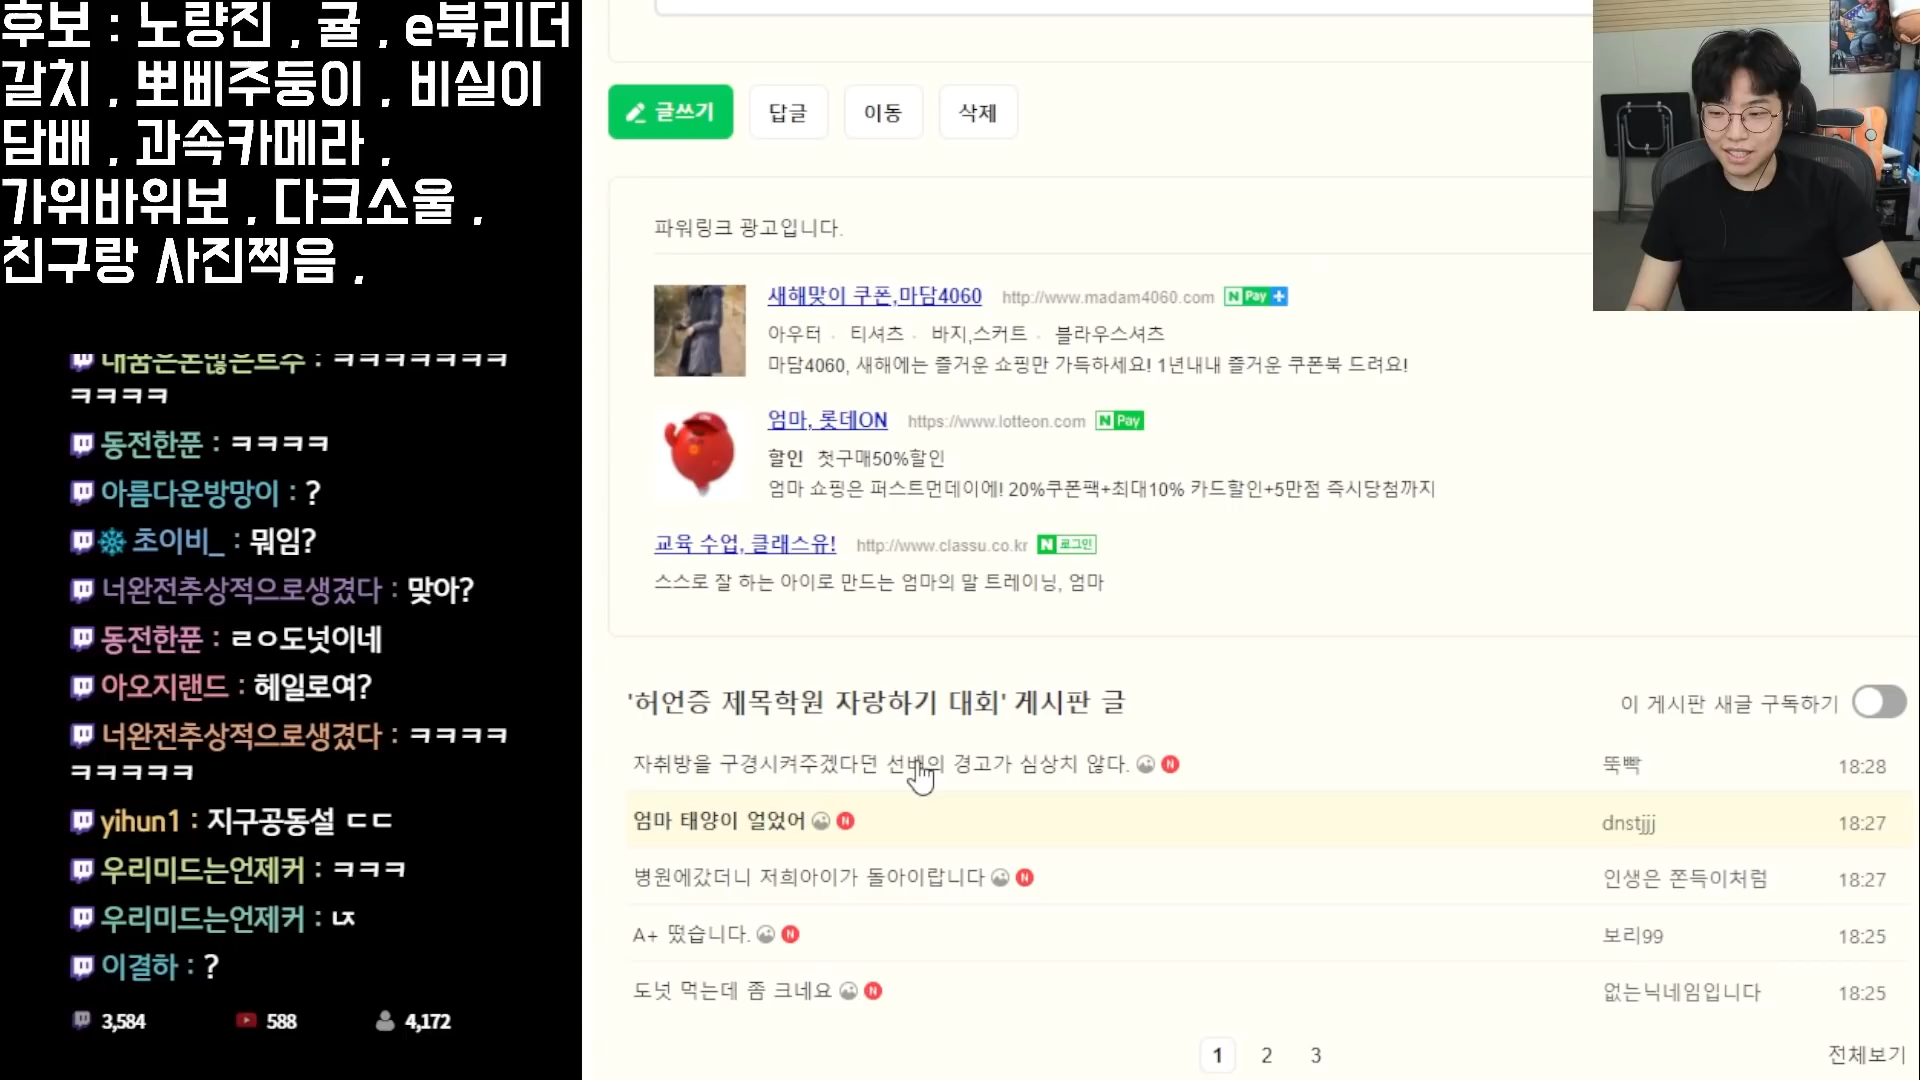 후보 : 노량진 , 귤 , e북리더
갈치 , 뽀삐주둥이 , 비실이
담배 , 과속카메라 ,
가위바위보 , 다크소울 ,
친구랑 사진찍음 ,
대꿈은돈많은트수 : ㅋㅋㅋㅋㅋㅋㅋ
ㅋㅋㅋㅋ
동전한푼 : ㅋㅋㅋㅋ
아름다운방망이 : ?
초이비_ : 뭐임?
너완전추상적으로생겼다 : 맞아?
동전한푼 : ㄹㅇ도넛이네
아오지랜드 : 헤일로여?
너완전추상적으로생겼다 : ㅋㅋㅋㅋ
ㅋㅋㅋㅋㅋ
yihun1 : 지구공동설 ㄷㄷ
우리미드는언제커 : ㅋㅋㅋ
우리미드는언제커 : ㄵ
이결하 : ?
3,584 588 4,172
글쓰기 답글 이동 삭제
파워링크 광고입니다.
새해맞이 쿠폰,마담4060 http://www.madam4060.com N Pay +
아우터 · 티셔츠 · 바지,스커트 · 블라우스셔츠
마담4060, 새해에는 즐거운 쇼핑만 가득하세요! 1년내내 즐거운 쿠폰북 드려요!
엄마, 롯데ON https://www.lotteon.com N Pay
할인 첫구매50%할인
엄마 쇼핑은 퍼스트먼데이에! 20%쿠폰팩+최대10% 카드할인+5만점 즉시당첨까지
교육 수업, 클래스유! http://www.classu.co.kr N 로그인
스스로 잘 하는 아이로 만드는 엄마의 말 트레이닝, 엄마
'허언증 제목학원 자랑하기 대회' 게시판 글 이 게시판 새글 구독하기
자취방을 구경시켜주겠다던 선배의 경고가 심상치 않다. N 뚝빡 18:28
엄마 태양이 얼었어 N dnstjjj 18:27
병원에갔더니 저희아이가 돌아이랍니다 N 인생은 쫀득이처럼 18:27
A+ 떴습니다. N 보리99 18:25
도넛 먹는데 좀 크네요 N 없는닉네임입니다 18:25
1 2 3 전체보기